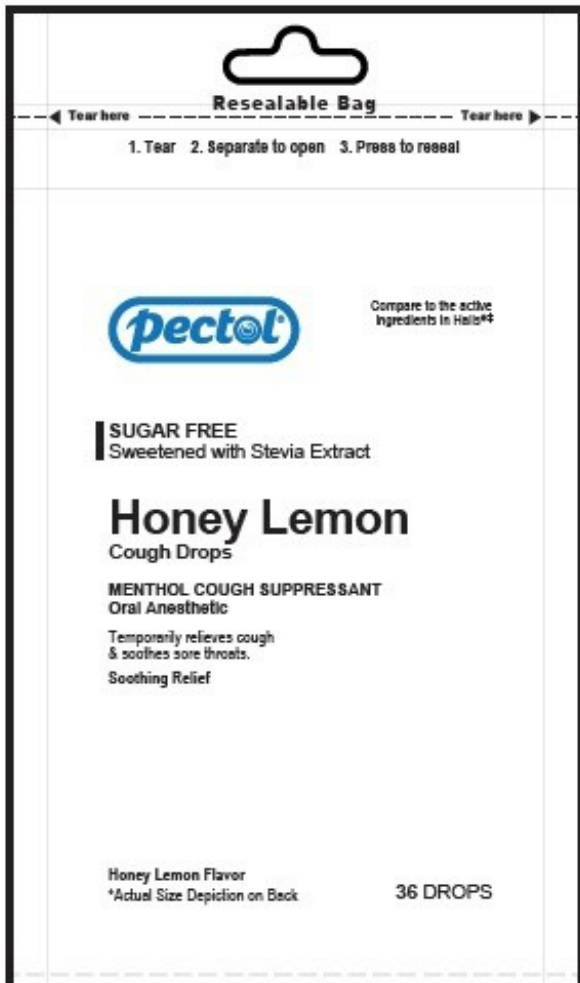 Resealable Bag
Tear here Tear here
1. Tear 2. Separate to open 3. Press to reseal
pectol®
Compare to the active
ingredients in Halls®‡
SUGAR FREE
Sweetened with Stevia Extract
Honey Lemon
Cough Drops
MENTHOL COUGH SUPPRESSANT
Oral Anesthetic
Temporarily relieves cough
& soothes sore throats.
Soothing Relief
Honey Lemon Flavor
*Actual Size Depiction on Back
36 DROPS